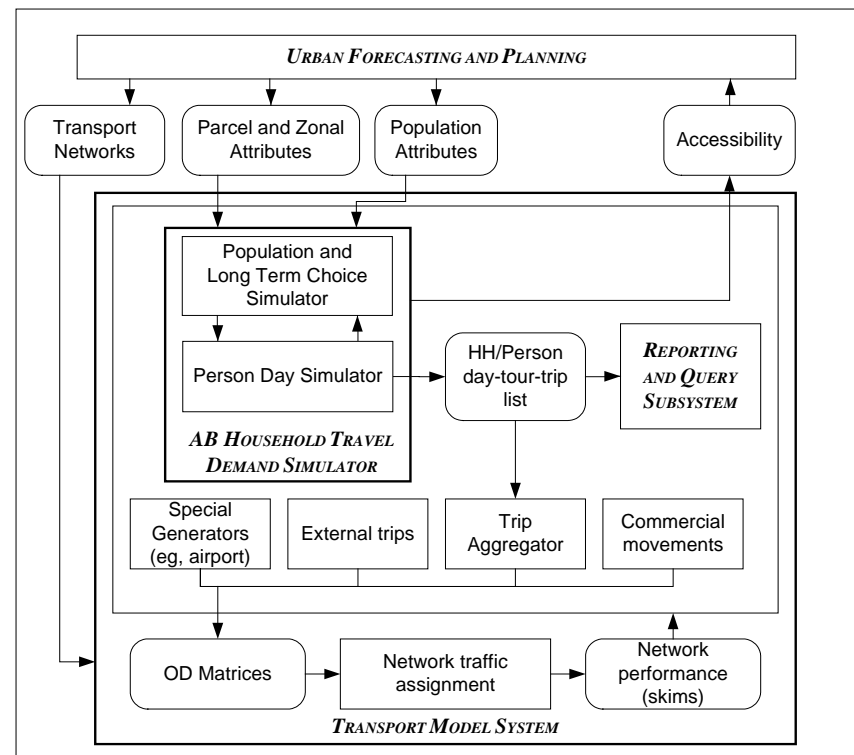 URBAN FORECASTING AND PLANNING
Transport
Networks
Parcel and Zonal
Attributes
Population
Attributes
Accessibility
Population and
Long Term Choice
Simulator
Person Day Simulator
AB HOUSEHOLD TRAVEL
DEMAND SIMULATOR
HH/Person
day-tour-trip
list
REPORTING
AND QUERY
SUBSYSTEM
Special
Generators
(eg, airport)
External trips
Trip
Aggregator
Commercial
movements
OD Matrices
Network traffic
assignment
Network
performance
(skims)
TRANSPORT MODEL SYSTEM